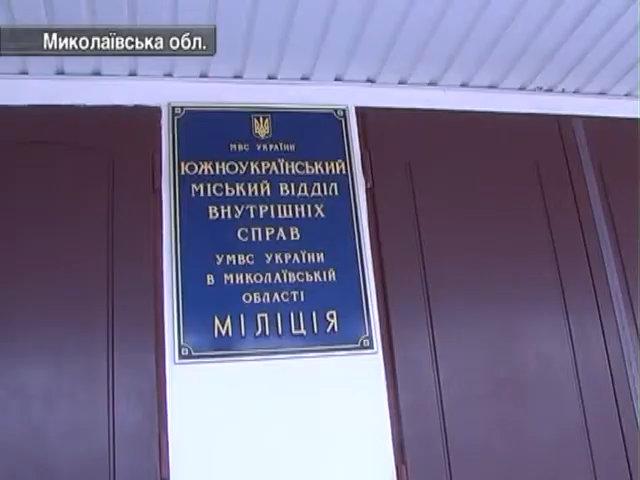 Миколаївська обл.
МВС УКРАЇНИ
ЮЖНОУКРАЇНСЬКИЙ
МІСЬКИЙ ВІДДІЛ
ВНУТРІШНІХ
СПРАВ
УМВС УКРАЇНИ
В МИКОЛАЇВСЬКІЙ
ОБЛАСТІ
МІЛІЦІЯ